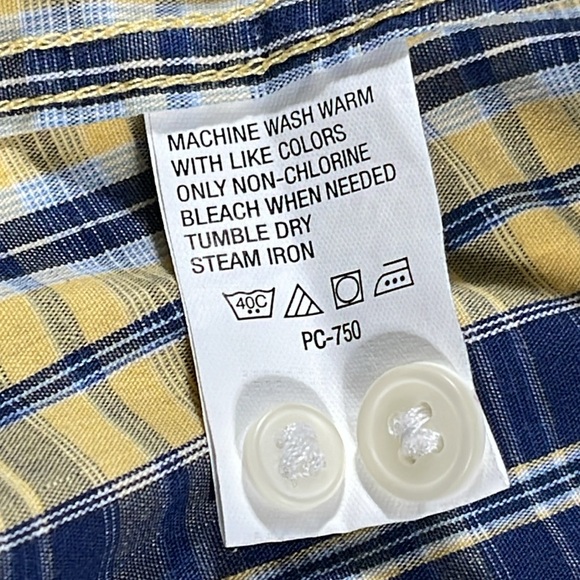 MACHINE WASH WARM
WITH LIKE COLORS
ONLY NON-CHLORINE
BLEACH WHEN NEEDED
TUMBLE DRY
STEAM IRON
40C
PC-750